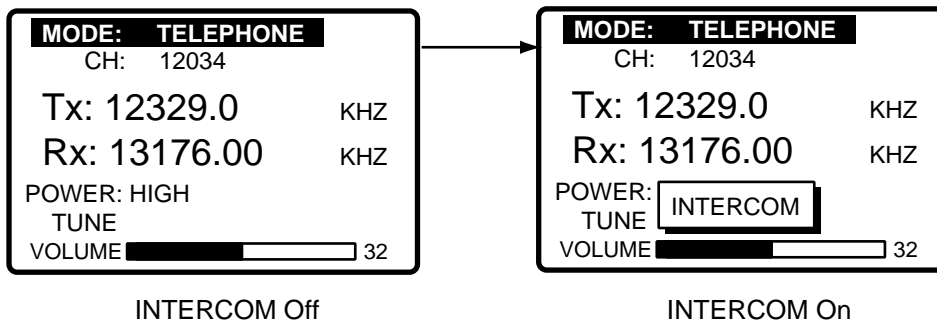 MODE: TELEPHONE
CH: 12034
Tx: 12329.0 KHZ
Rx: 13176.00 KHZ
POWER: HIGH
TUNE
VOLUME 32
INTERCOM Off
MODE: TELEPHONE
CH: 12034
Tx: 12329.0 KHZ
Rx: 13176.00 KHZ
POWER:
INTERCOM
TUNE
VOLUME 32
INTERCOM On